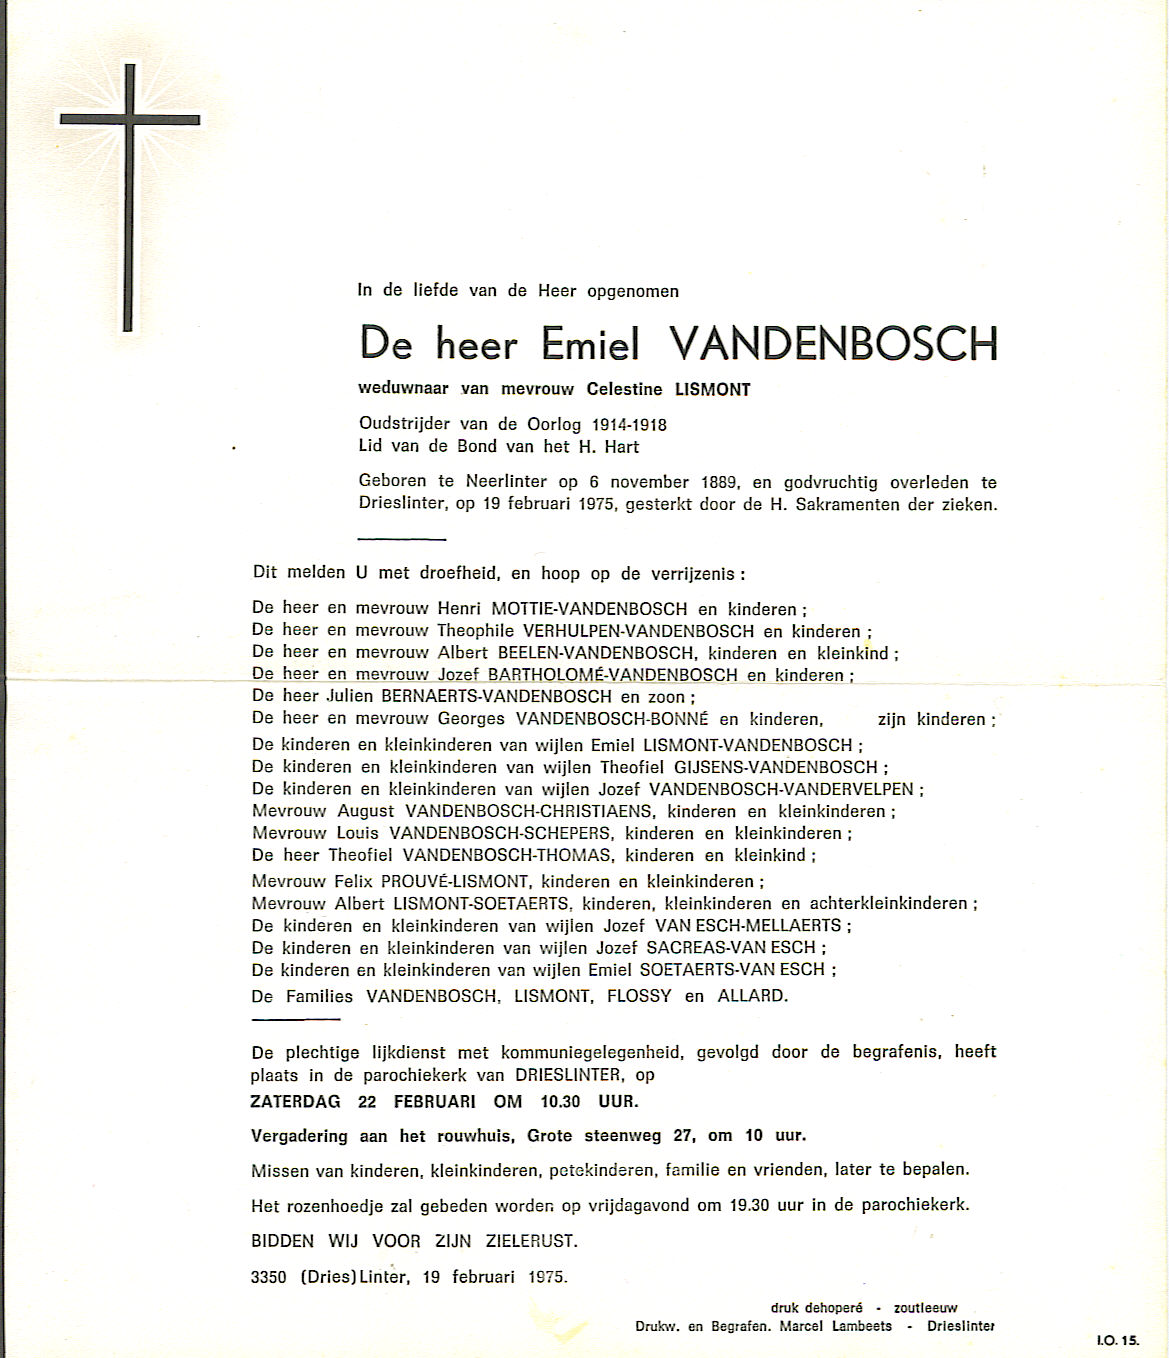 In de liefde van de Heer opgenomen
De heer Emiel VANDENBOSCH
weduwnaar van mevrouw Celestine LISMONT
Oudstrijder van de Oorlog 1914-1918
Lid van de Bond van het H. Hart
Geboren te Neerlinter op 6 november 1889, en godvruchtig overleden te
Drieslinter, op 19 februari 1975, gesterkt door de H. Sakramenten der zieken.
Dit melden U met droefheid, en hoop op de verrijzenis :
De heer en mevrouw Henri MOTTIE-VANDENBOSCH en kinderen ;
De heer en mevrouw Theophile VERHULPEN-VANDENBOSCH en kinderen ;
De heer en mevrouw Albert BEELEN-VANDENBOSCH, kinderen en kleinkind ;
De heer en mevrouw Jozef BARTHOLOMÉ-VANDENBOSCH en kinderen ;
De heer Julien BERNAERTS-VANDENBOSCH en zoon ;
De heer en mevrouw Georges VANDENBOSCH-BONNÉ en kinderen, zijn kinderen ;
De kinderen en kleinkinderen van wijlen Emiel LISMONT-VANDENBOSCH ;
De kinderen en kleinkinderen van wijlen Theofiel GIJSENS-VANDENBOSCH ;
De kinderen en kleinkinderen van wijlen Jozef VANDENBOSCH-VANDERVELPEN ;
Mevrouw August VANDENBOSCH-CHRISTIAENS, kinderen en kleinkinderen ;
Mevrouw Louis VANDENBOSCH-SCHEPERS, kinderen en kleinkinderen ;
De heer Theofiel VANDENBOSCH-THOMAS, kinderen en kleinkind ;
Mevrouw Felix PROUVÉ-LISMONT, kinderen en kleinkinderen ;
Mevrouw Albert LISMONT-SOETAERTS, kinderen, kleinkinderen en achterkleinkinderen ;
De kinderen en kleinkinderen van wijlen Jozef VAN ESCH-MELLAERTS ;
De kinderen en kleinkinderen van wijlen Jozef SACREAS-VAN ESCH ;
De kinderen en kleinkinderen van wijlen Emiel SOETAERTS-VAN ESCH ;
De Families VANDENBOSCH, LISMONT, FLOSSY en ALLARD.
De plechtige lijkdienst met kommuniegelegenheid, gevolgd door de begrafenis, heeft
plaats in de parochiekerk van DRIESLINTER, op
ZATERDAG 22 FEBRUARI OM 10.30 UUR.
Vergadering aan het rouwhuis, Grote steenweg 27, om 10 uur.
Missen van kinderen, kleinkinderen, petekinderen, familie en vrienden, later te bepalen.
Het rozenhoedje zal gebeden worden op vrijdagavond om 19.30 uur in de parochiekerk.
BIDDEN WIJ VOOR ZIJN ZIELERUST.
3350 (Dries)Linter, 19 februari 1975.
druk dehoperé - zoutleeuw
Drukw. en Begrafen. Marcel Lambeets - Drieslinter
I.O. 15.